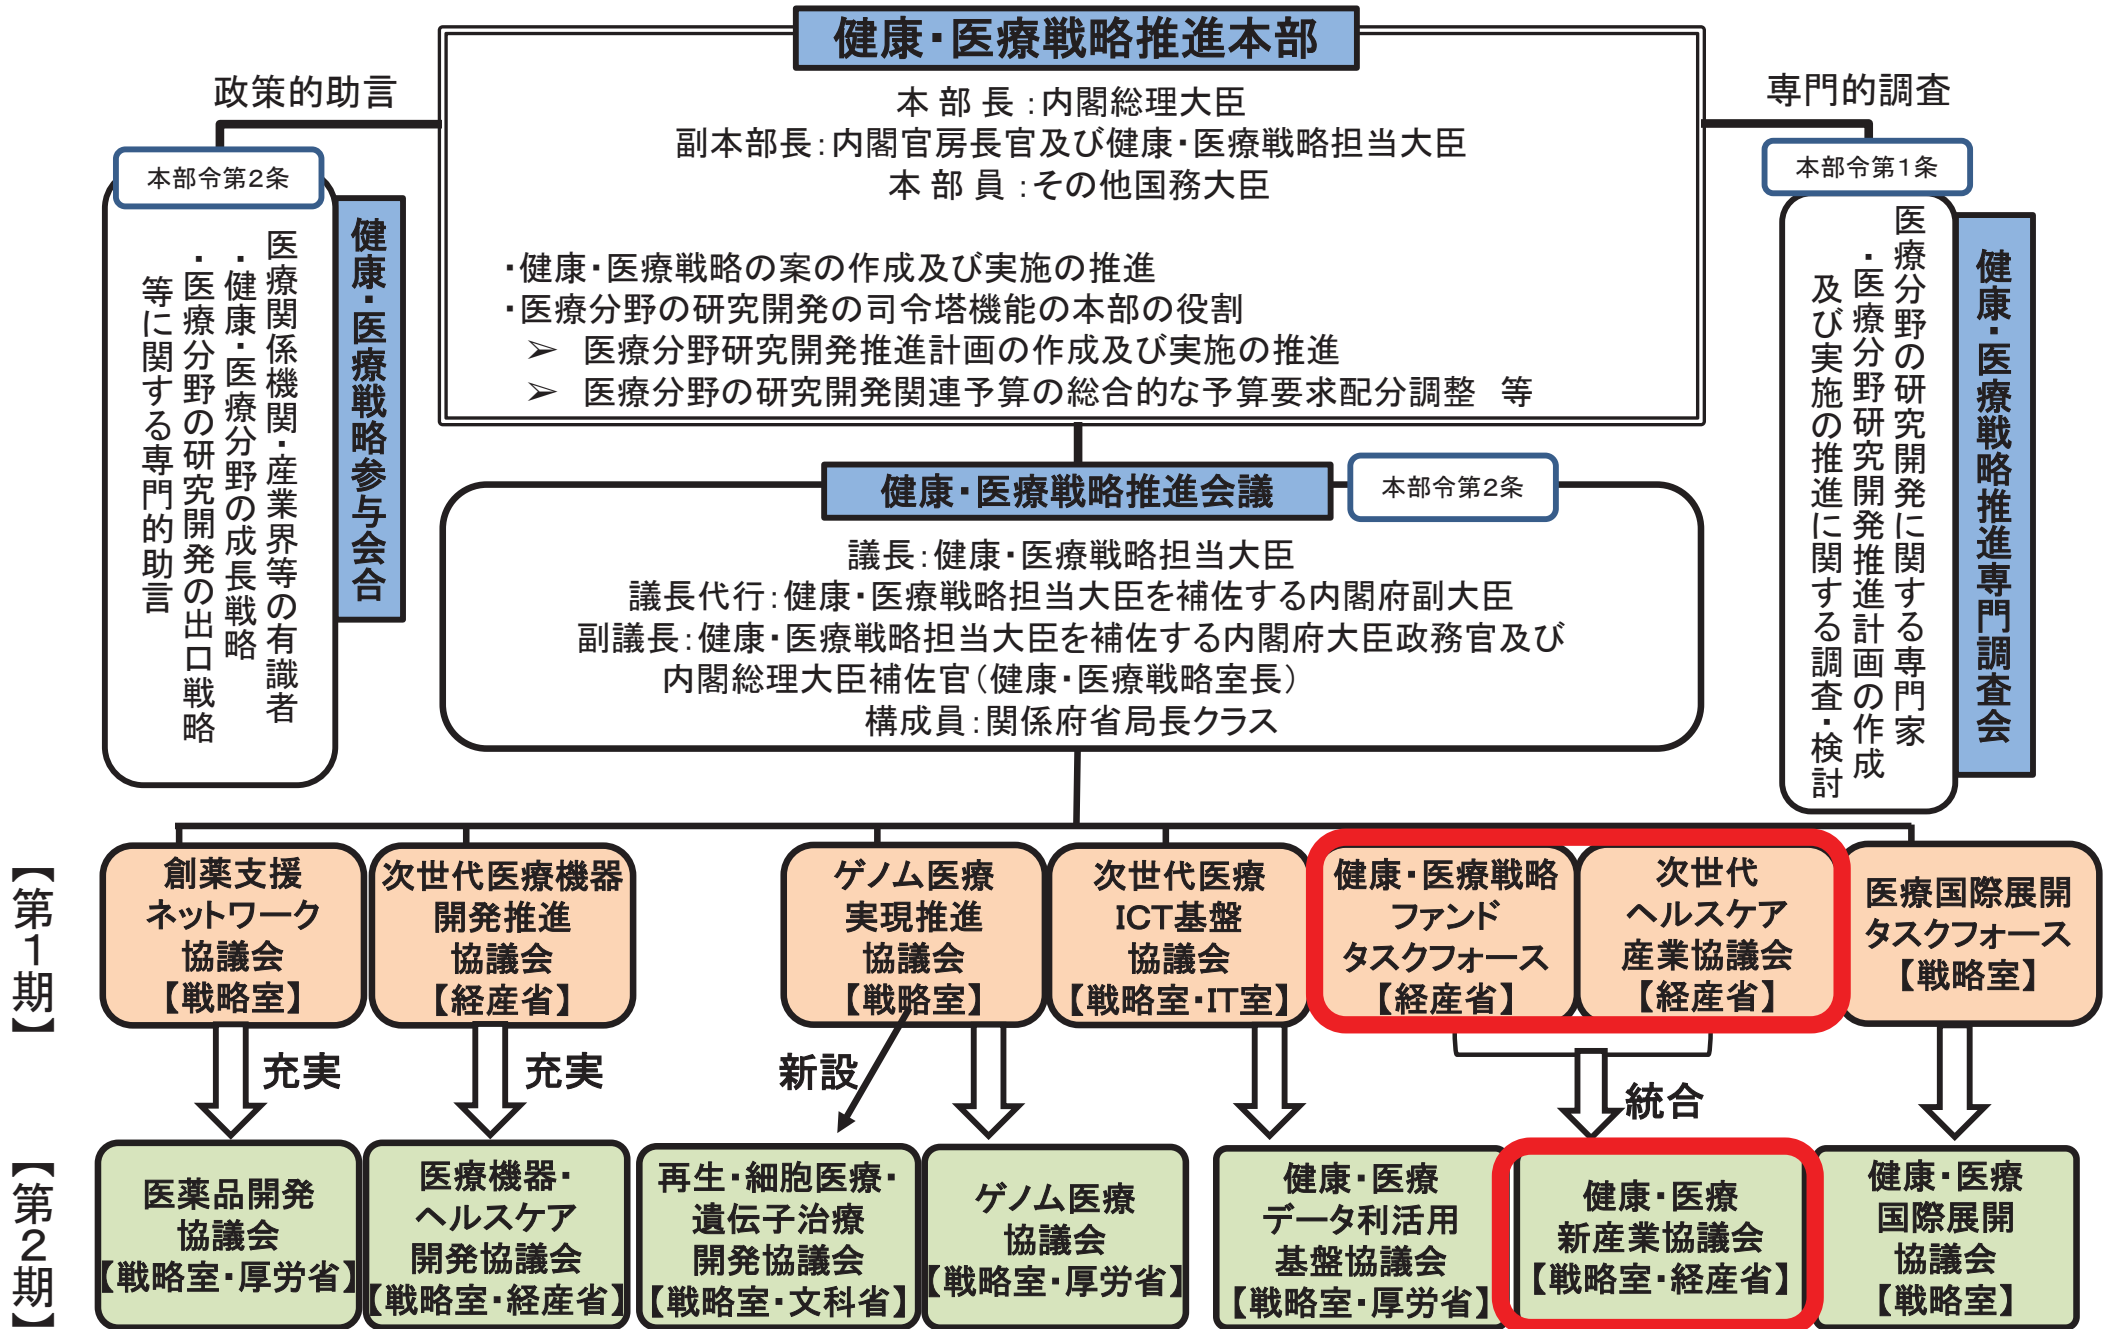 健康・医療戦略推進本部
本 部 長 ：内閣総理大臣
副本部長：内閣官房長官及び健康・医療戦略担当大臣
本 部 員 ：その他国務大臣
・健康・医療戦略の案の作成及び実施の推進
・医療分野の研究開発の司令塔機能の本部の役割
➢ 医療分野研究開発推進計画の作成及び実施の推進
➢ 医療分野の研究開発関連予算の総合的な予算要求配分調整　等
政策的助言
本部令第2条
健康・医療戦略参与会合
医療関係機関・産業界等の有識者
・健康・医療分野の成長戦略
・医療分野の研究開発の出口戦略
等に関する専門的助言
専門的調査
本部令第1条
健康・医療戦略推進専門調査会
医療分野の研究開発に関する専門家
・医療分野研究開発推進計画の作成
及び実施の推進に関する調査・検討
健康・医療戦略推進会議
本部令第2条
議長：健康・医療戦略担当大臣
議長代行：健康・医療戦略担当大臣を補佐する内閣府副大臣
副議長：健康・医療戦略担当大臣を補佐する内閣府大臣政務官及び
内閣総理大臣補佐官（健康・医療戦略室長）
構成員：関係府省局長クラス
【第1期】
創薬支援
ネットワーク
協議会
【戦略室】
次世代医療機器
開発推進
協議会
【経産省】
ゲノム医療
実現推進
協議会
【戦略室】
次世代医療
ICT基盤
協議会
【戦略室・IT室】
健康・医療戦略
ファンド
タスクフォース
【経産省】
次世代
ヘルスケア
産業協議会
【経産省】
医療国際展開
タスクフォース
【戦略室】
充実
充実
新設
統合
【第2期】
医薬品開発
協議会
【戦略室・厚労省】
医療機器・
ヘルスケア
開発協議会
【戦略室・経産省】
再生・細胞医療・
遺伝子治療
開発協議会
【戦略室・文科省】
ゲノム医療
協議会
【戦略室・厚労省】
健康・医療
データ利活用
基盤協議会
【戦略室・厚労省】
健康・医療
新産業協議会
【戦略室・経産省】
健康・医療
国際展開
協議会
【戦略室】